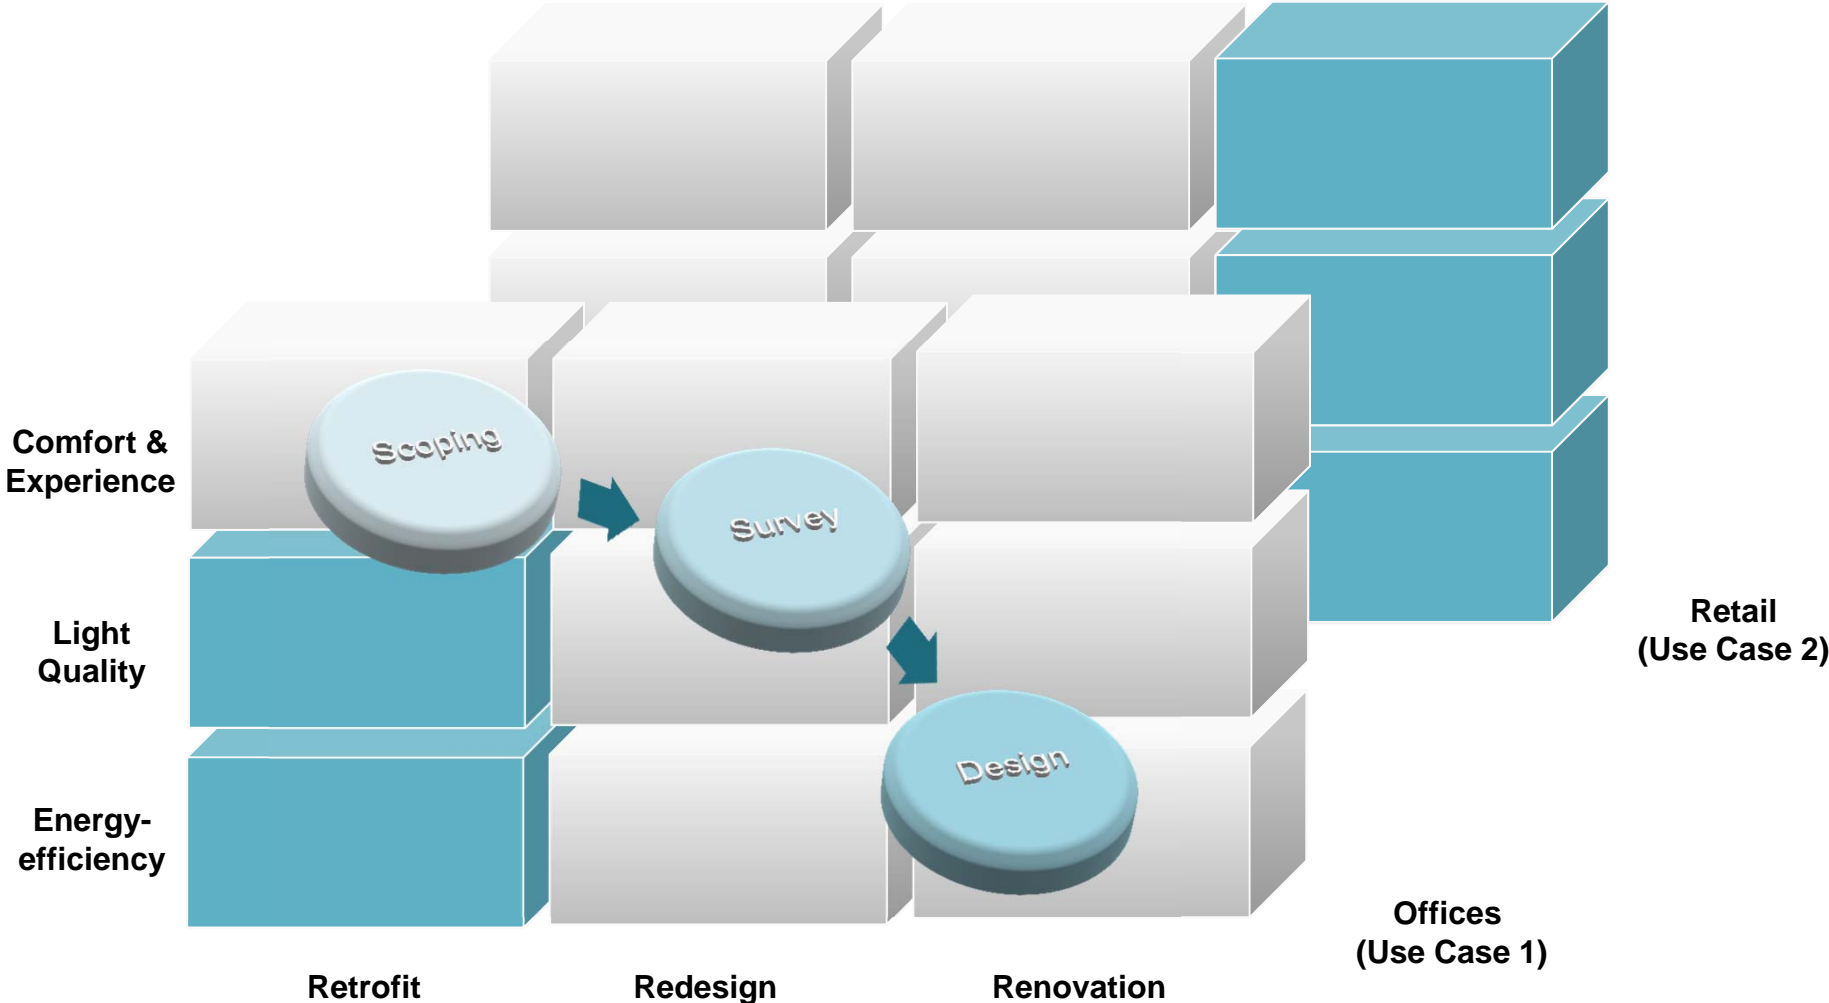 Scoping
Comfort &
Experience
Survey
Light
Quality
Retail
(Use Case 2)
Design
Energy-
efficiency
Offices
(Use Case 1)
Retrofit
Redesign
Renovation